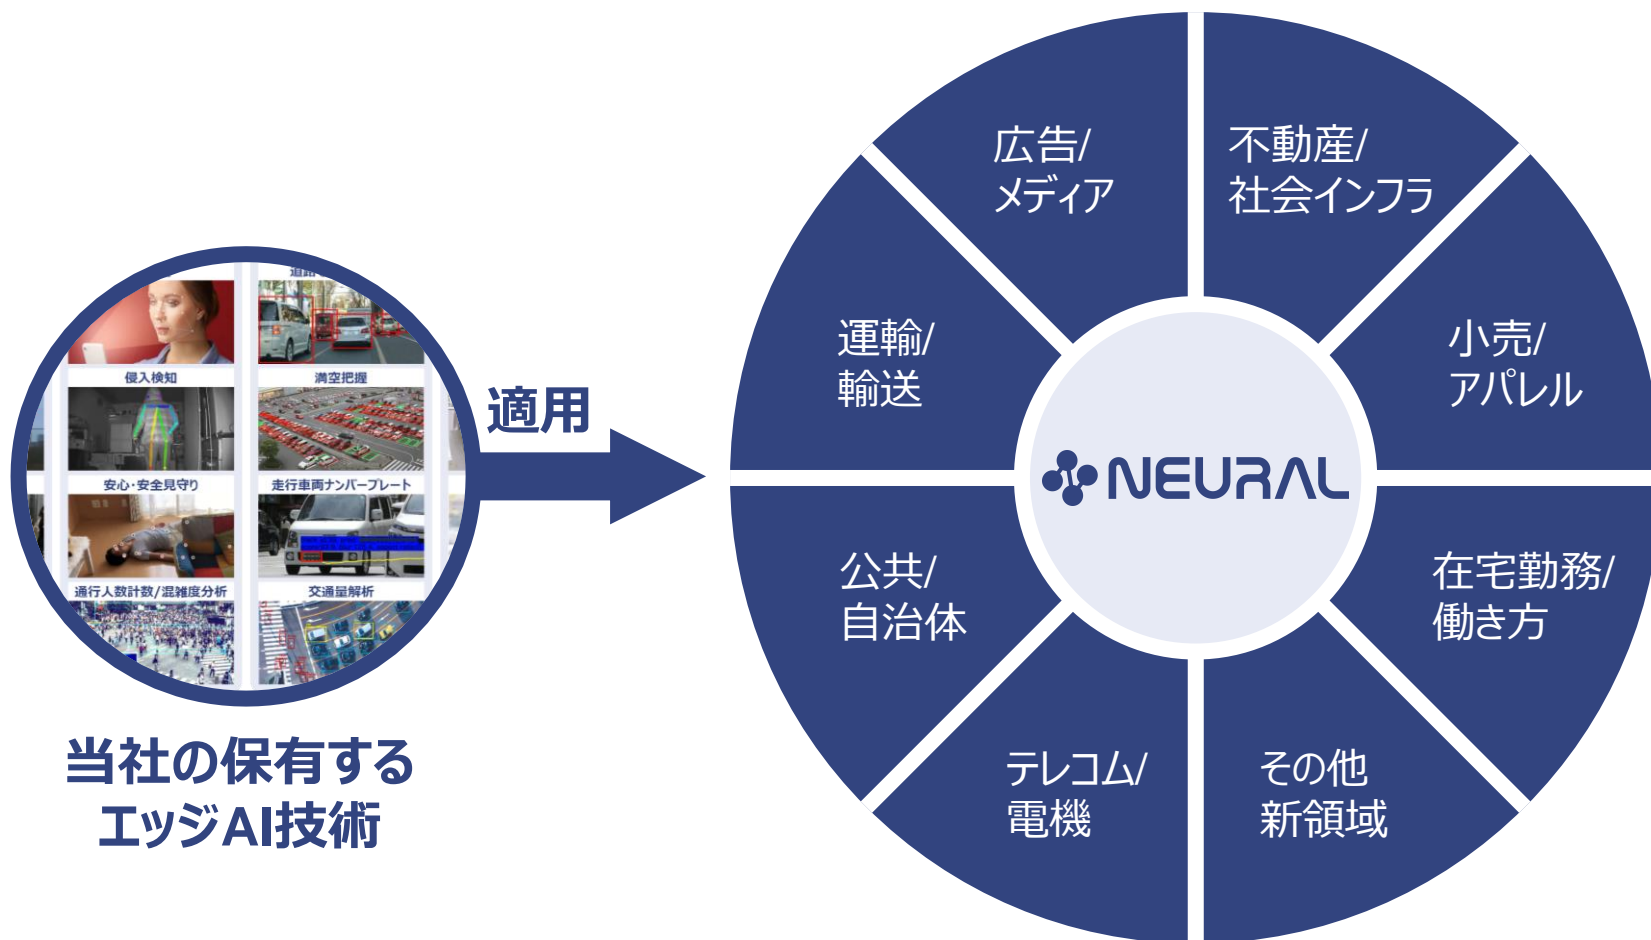 侵入検知
満空把握
安心・安全見守り
走行車両ナンバープレート
通行人数計数/混雑度分析
交通量解析
当社の保有する
エッジAI技術
適用
広告/
メディア
不動産/
社会インフラ
運輸/
輸送
小売/
アパレル
NEURAL
公共/
自治体
在宅勤務/
働き方
テレコム/
電機
その他
新領域